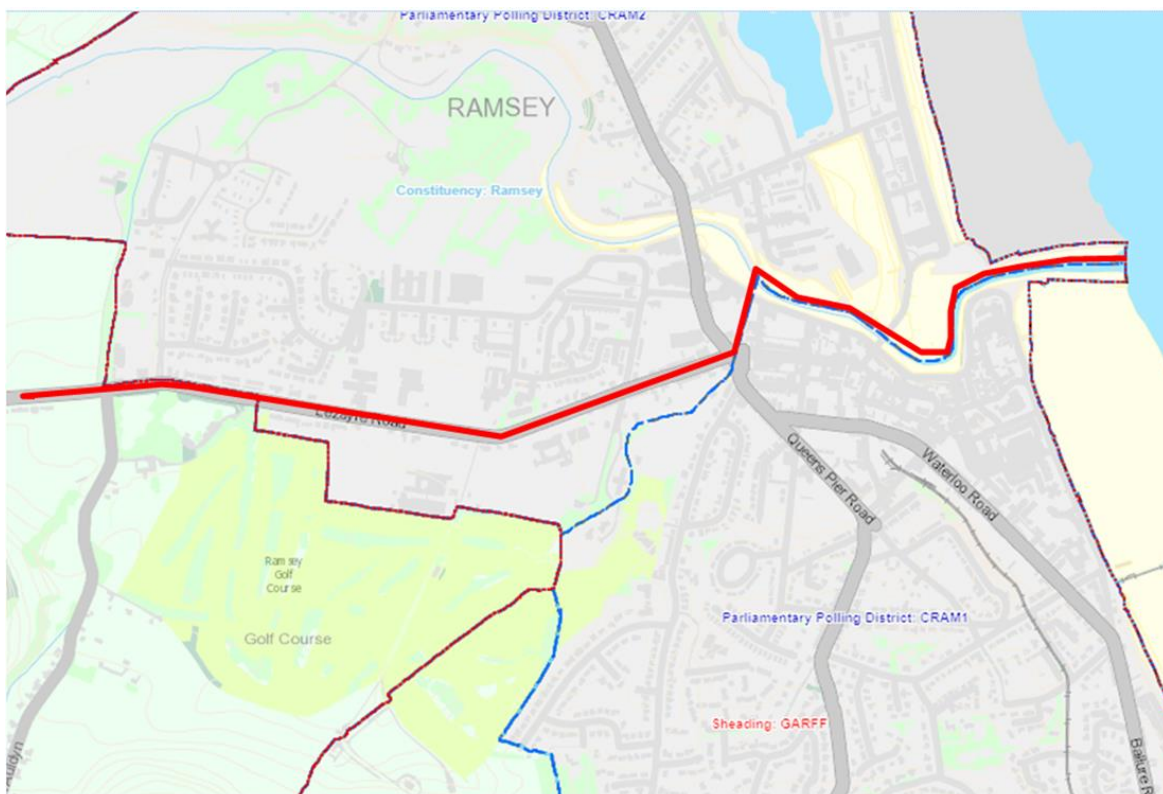 Parliamentary Polling District: CRAM2
RAMSEY
Constituency: Ramsey
Lezayre Road
Queens Pier Road
Waterloo Road
Ramsey
Golf
Course
Golf Course
Parliamentary Polling District: CRAM1
Sheading: GARFF
Ballure R